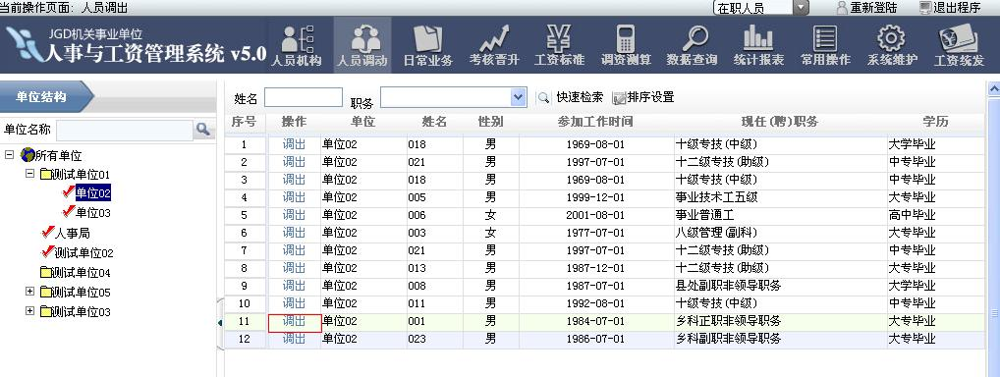 当前操作页面: 人员调出 在职人员 重新登陆 退出程序
JGD机关事业单位
人事与工资管理系统 v5.0
人员机构 人员调动 日常业务 考核晋升 工资标准 调资测算 数据查询 统计报表 常用操作 系统维护 工资统发
单位结构
姓名 职务 快速检索 排序设置
单位名称
所有单位
测试单位01
单位02
单位03
人事局
测试单位02
测试单位04
测试单位05
测试单位03
序号 操作 单位 姓名 性别 参加工作时间 现任(聘)职务 学历
1 调出 单位02 018 男 1969-08-01 十级专技(中级) 大学毕业
2 调出 单位02 021 男 1997-07-01 十二级专技(助级) 中专毕业
3 调出 单位02 018 男 1969-08-01 十级专技(中级) 中专毕业
4 调出 单位02 005 男 1999-12-01 事业技术工五级 大专毕业
5 调出 单位02 006 女 2001-08-01 事业普通工 高中毕业
6 调出 单位02 003 女 1977-07-01 八级管理(副科) 大专毕业
7 调出 单位02 021 男 1997-07-01 十二级专技(助级) 中专毕业
8 调出 单位02 013 男 1987-12-01 十二级专技(助级) 大专毕业
9 调出 单位02 008 男 1987-07-01 县处副职非领导职务 大专毕业
10 调出 单位02 011 男 1992-08-01 十级专技(中级) 中专毕业
11 调出 单位02 001 男 1984-07-01 乡科正职非领导职务 大专毕业
12 调出 单位02 023 男 1986-07-01 乡科副职非领导职务 大专毕业